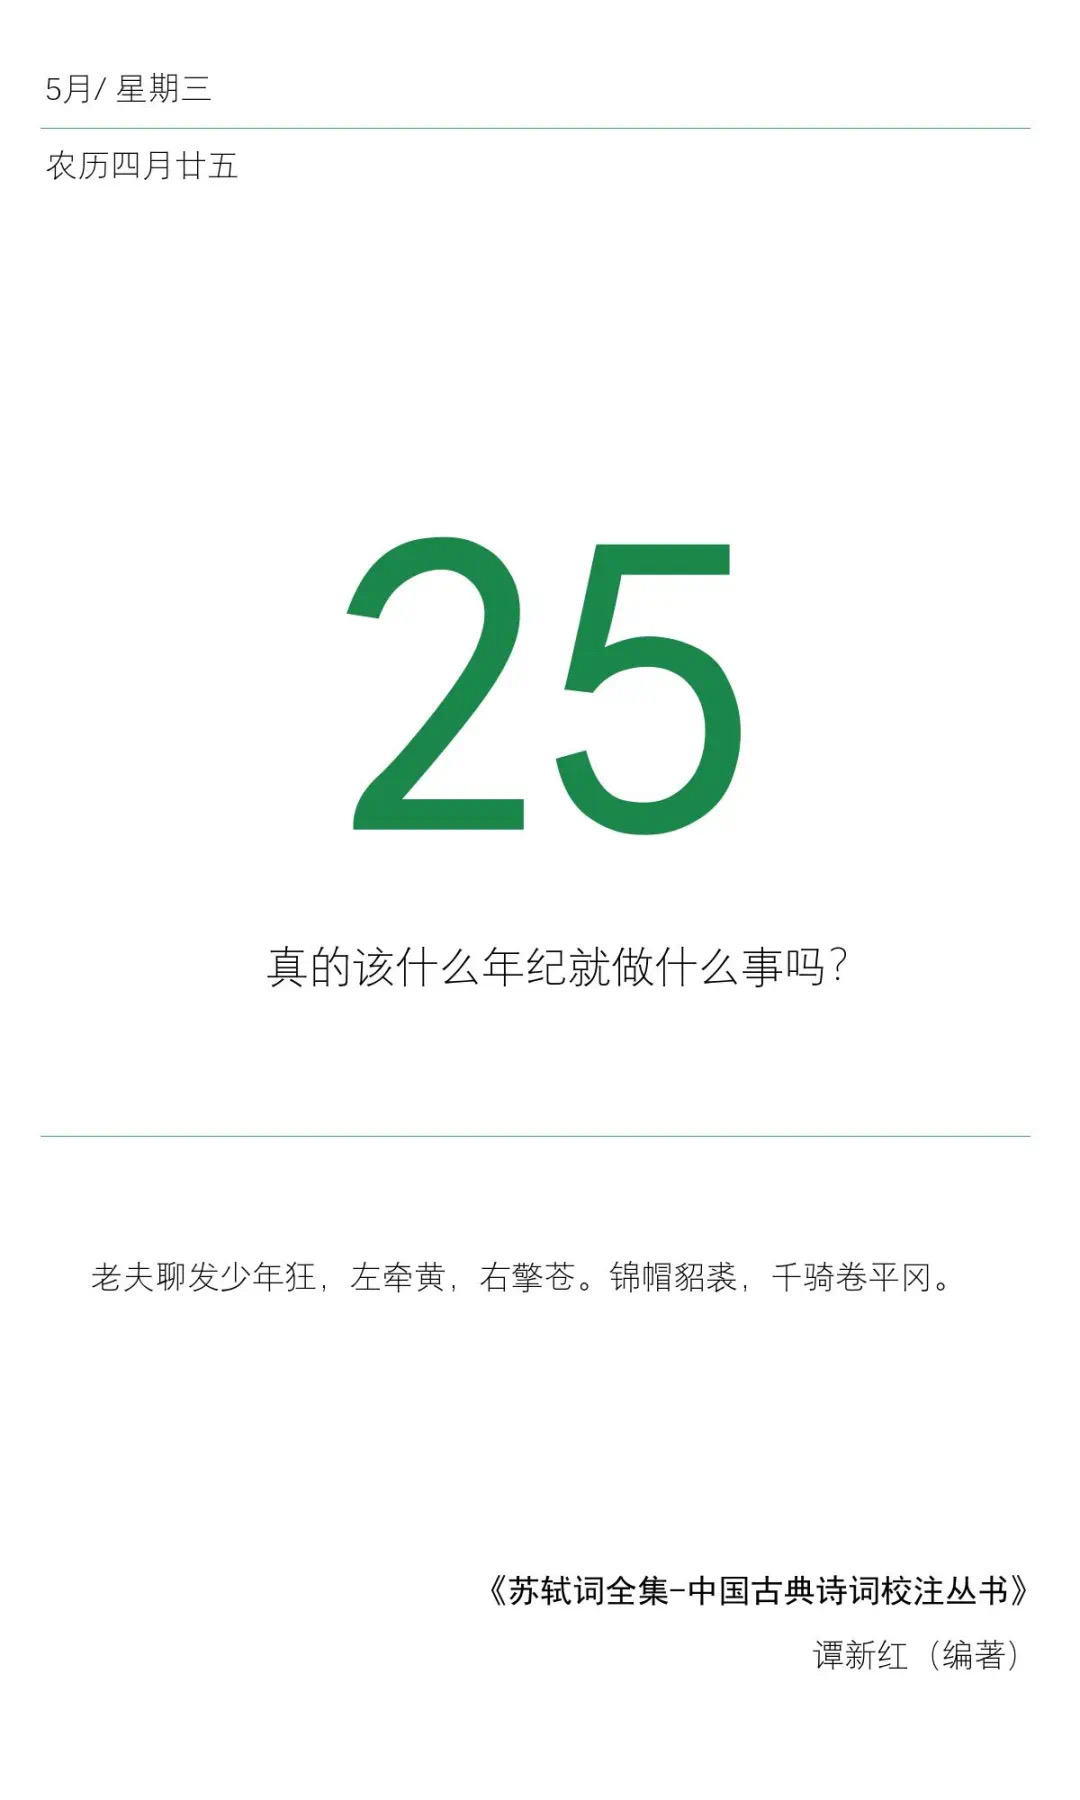 5月/ 星期三
农历四月廿五
25
真的该什么年纪就做什么事吗？
老夫聊发少年狂，左牵黄，右擎苍。锦帽貂裘，千骑卷平冈。
《苏轼词全集-中国古典诗词校注丛书》
谭新红（编著）